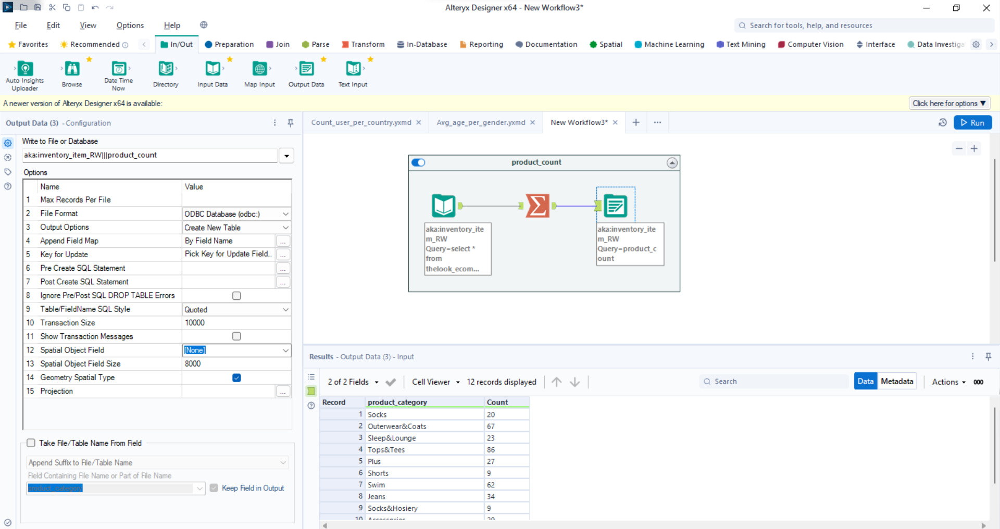 Alteryx Designer x64 - New Workflow3*
File Edit View Options Help
Search for tools, help, and resources
Favorites Recommended In/Out Preparation Join Parse Transform In-Database Reporting Documentation Spatial Machine Learning Text Mining Computer Vision Interface Data Investiga
Auto Insights Uploader
Browse
Date Time Now
Directory
Input Data
Map Input
Output Data
Text Input
A newer version of Alteryx Designer x64 is available:
Click here for options ▼
Output Data (3) - Configuration
Write to File or Database
aka:inventory_item_RW|||product_count
Options
Name Value
1 Max Records Per File
2 File Format ODBC Database (odbc:)
3 Output Options Create New Table
4 Append Field Map By Field Name ...
5 Key for Update Pick Key for Update Field... ...
6 Pre Create SQL Statement ...
7 Post Create SQL Statement ...
8 Ignore Pre/Post SQL DROP TABLE Errors
9 Table/FieldName SQL Style Quoted
10 Transaction Size 10000
11 Show Transaction Messages
12 Spatial Object Field [None]
13 Spatial Object Field Size 8000
14 Geometry Spatial Type
15 Projection ...
Take File/Table Name From Field
Append Suffix to File/Table Name
Field Containing File Name or Part of File Name
product_category
Keep Field in Output
Count_user_per_country.yxmd Avg_age_per_gender.yxmd New Workflow3*
Run
product_count
aka:inventory_ite
m_RW
Query=select *
from
thelook_ecom...
aka:inventory_ite
m_RW
Query=product_c
ount
Results - Output Data (3) - Input
2 of 2 Fields Cell Viewer 12 records displayed Search Data Metadata Actions 000
Record product_category Count
1 Socks 20
2 Outerwear&Coats 67
3 Sleep&Lounge 23
4 Tops&Tees 86
5 Plus 27
6 Shorts 9
7 Swim 62
8 Jeans 34
9 Socks&Hosiery 9
10 Accessories